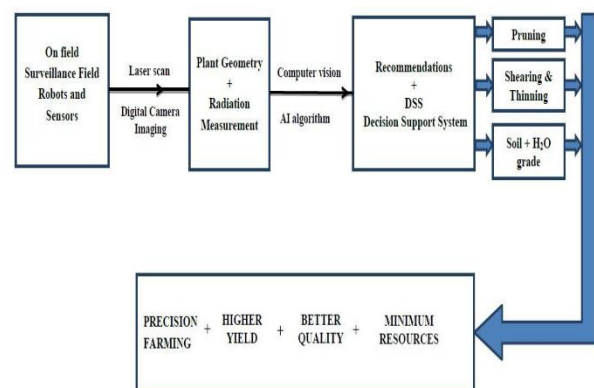 On field
Surveillance Field
Robots and
Sensors
Laser scan
Digital Camera
Imaging
Plant Geometry
+
Radiation
Measurement
Computer vision
AI algorithm
Recommendations
+
DSS
Decision Support System
Pruning
Shearing &
Thinning
Soil + H₂O
grade
PRECISION
FARMING
+
HIGHER
YIELD
+
BETTER
QUALITY
+
MINIMUM
RESOURCES